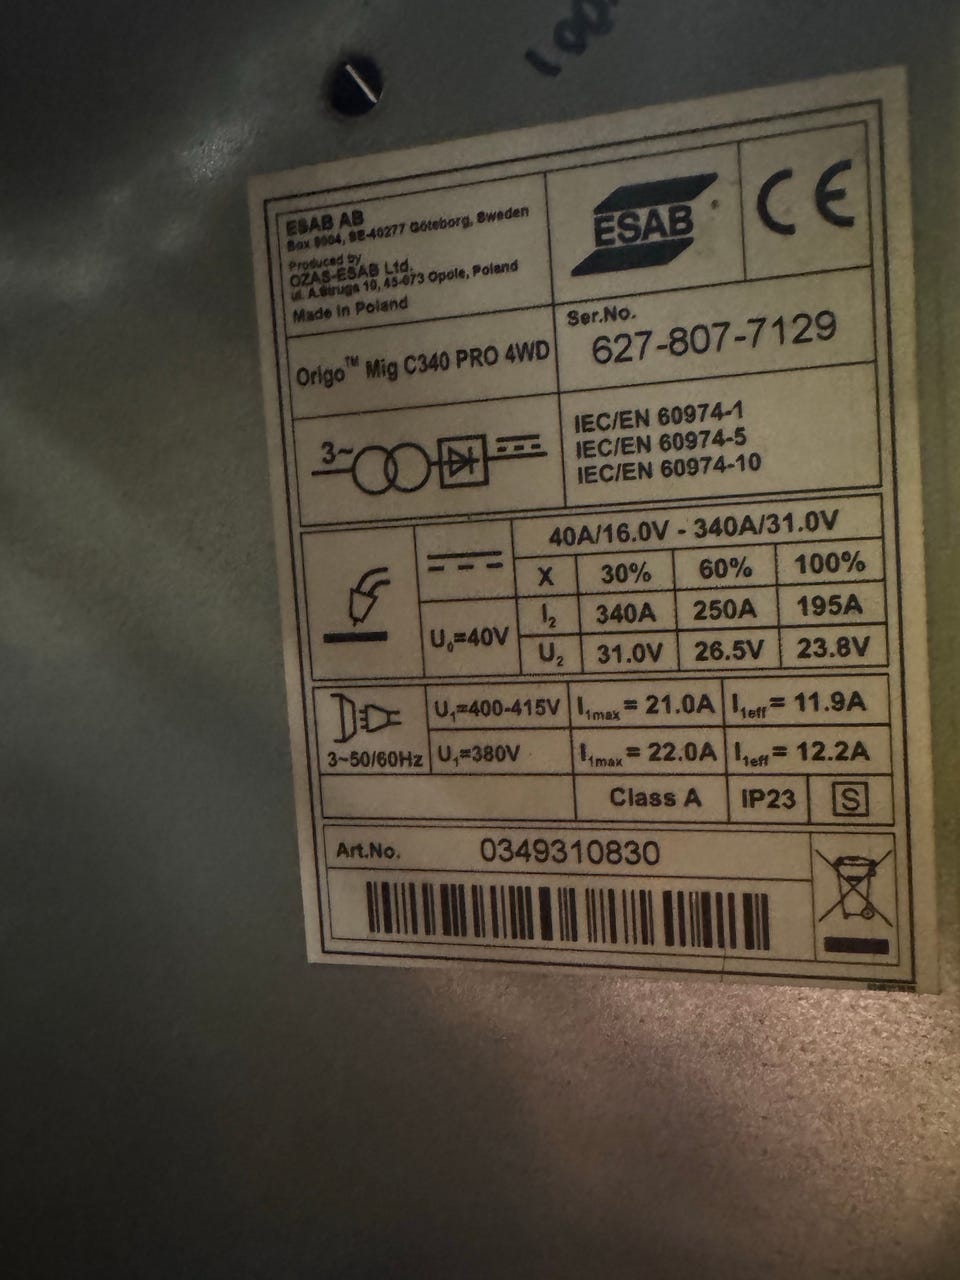 ESAB AB
Box 8004, SE-40277 Göteborg, Sweden
Produced by
OZAS-ESAB Ltd.
ul. A.Struga 10, 45-073 Opole, Poland
Made in Poland
ESAB
CE
Origo™ Mig C340 PRO 4WD
Ser.No.
627-807-7129
3~
IEC/EN 60974-1
IEC/EN 60974-5
IEC/EN 60974-10
40A/16.0V - 340A/31.0V
X 30% 60% 100%
I₂ 340A 250A 195A
U₀=40V
U₂ 31.0V 26.5V 23.8V
3~50/60Hz
U₁=400-415V I₁max= 21.0A I₁eff= 11.9A
U₁=380V I₁max= 22.0A I₁eff= 12.2A
Class A IP23 S
Art.No. 0349310830